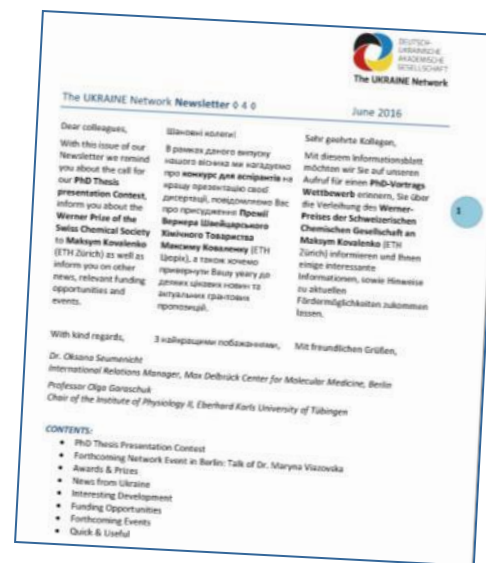 DEUTSCH-
UKRAINISCHE
AKADEMISCHE
GESELLSCHAFT
The UKRAINE Network
The UKRAINE Network Newsletter ◊ 4 ◊
June 2016
Dear colleagues,
With this issue of our
Newsletter we remind
you about the call for
our PhD Thesis
presentation Contest,
inform you about the
Werner Prize of the
Swiss Chemical Society
to Maksym Kovalenko
(ETH Zürich) as well as
inform you on other
news, relevant funding
opportunities and
events.
Шановні колеги!
В рамках даного випуску
нашого вісника ми нагадуємо
про конкурс для аспірантів на
кращу презентацію своєї
дисертації, повідомляємо Вас
про присудження Премії
Вернера Швейцарського
Хімічного Товариства
Максиму Коваленку (ETH
Цюріх), а також хочемо
привернути Вашу увагу до
деяких цікавих новин та
актуальних грантових
пропозицій.
Sehr geehrte Kollegen,
Mit diesem Informationsblatt
möchten wir Sie auf unseren
Aufruf für einen PhD-Vortrags
Wettbewerb erinnern, Sie über
die Verleihung des Werner-
Preises der Schweizerischen
Chemischen Gesellschaft an
Maksym Kovalenko (ETH
Zürich) informieren und Ihnen
einige interessante
Informationen, sowie Hinweise
zu aktuellen
Fördermöglichkeiten zukommen
lassen.
1
With kind regards,
З найкращими побажаннями,
Mit freundlichen Grüßen,
Dr. Oksana Seumenicht
International Relations Manager, Max Delbrück Center for Molecular Medicine, Berlin
Professor Olga Garaschuk
Chair of the Institute of Physiology II, Eberhard Karls University of Tübingen
CONTENTS:
• PhD Thesis Presentation Contest
• Forthcoming Network Event in Berlin: Talk of Dr. Maryna Viazovska
• Awards & Prizes
• News from Ukraine
• Interesting Development
• Funding Opportunities
• Forthcoming Events
• Quick & Useful